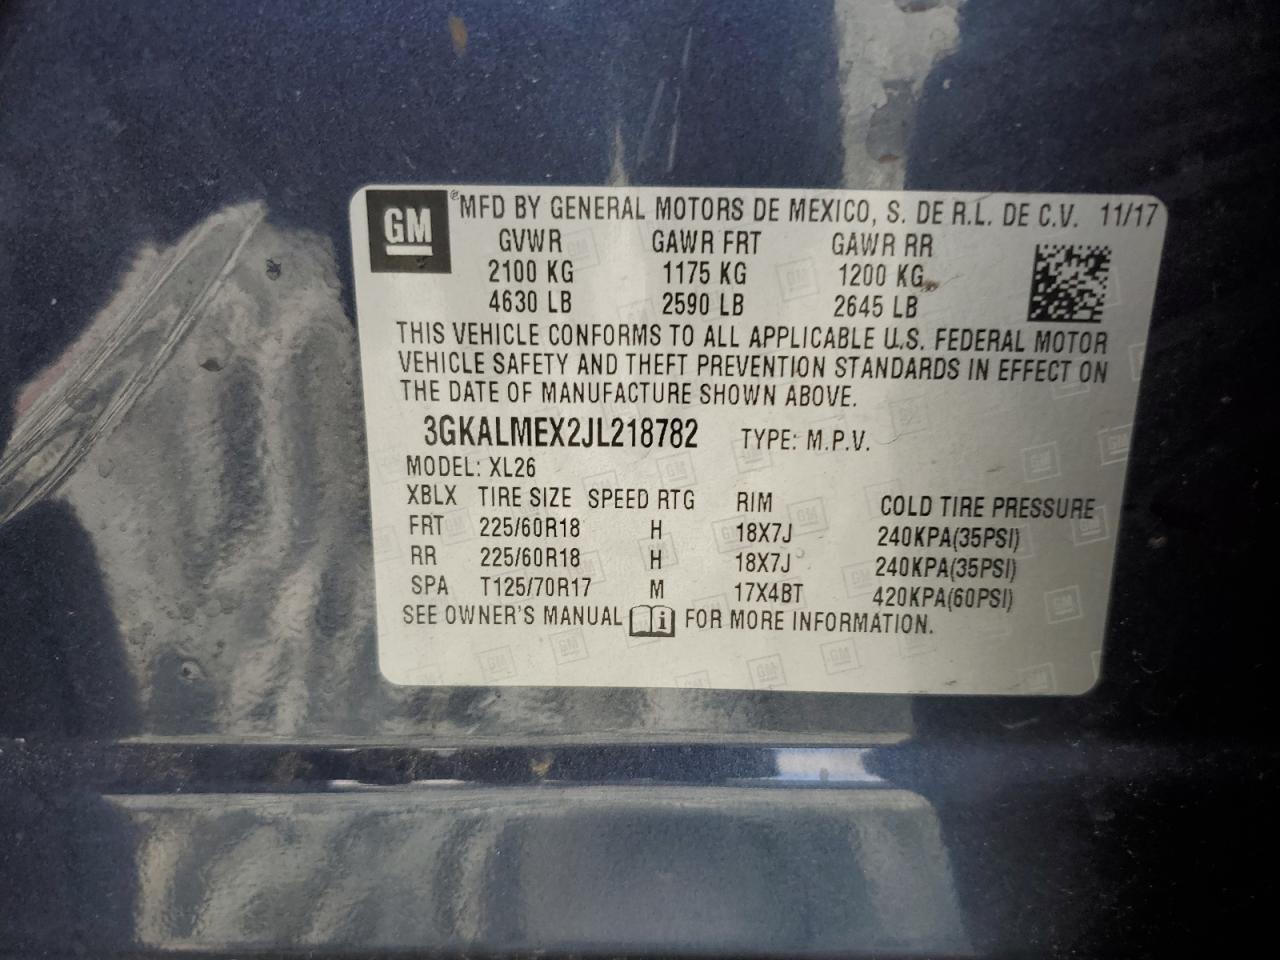 GM ® MFD BY GENERAL MOTORS DE MEXICO, S. DE R.L. DE C.V. 11/17
GVWR GAWR FRT GAWR RR
2100 KG 1175 KG 1200 KG
4630 LB 2590 LB 2645 LB
THIS VEHICLE CONFORMS TO ALL APPLICABLE U.S. FEDERAL MOTOR
VEHICLE SAFETY AND THEFT PREVENTION STANDARDS IN EFFECT ON
THE DATE OF MANUFACTURE SHOWN ABOVE.
3GKALMEX2JL218782 TYPE: M.P.V.
MODEL: XL26
XBLX TIRE SIZE SPEED RTG RIM COLD TIRE PRESSURE
FRT 225/60R18 H 18X7J 240KPA(35PSI)
RR 225/60R18 H 18X7J 240KPA(35PSI)
SPA T125/70R17 M 17X4BT 420KPA(60PSI)
SEE OWNER'S MANUAL i FOR MORE INFORMATION.